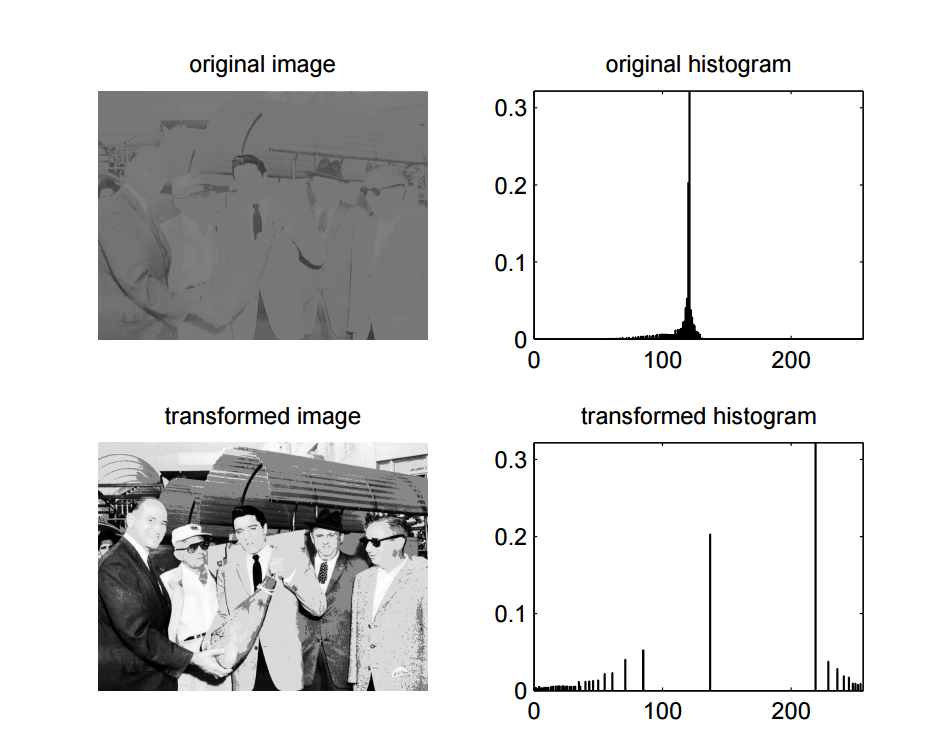 original image
original histogram
0.3
0.2
0.1
0
0 100 200
transformed image
transformed histogram
0.3
0.2
0.1
0
0 100 200